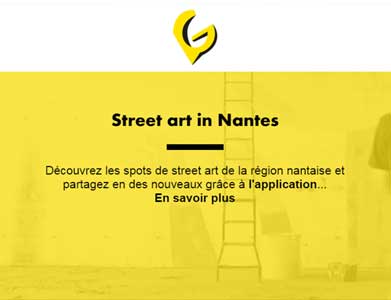 Street art in Nantes
Découvrez les spots de street art de la région nantaise et
partagez en des nouveaux grâce à l'application...
En savoir plus